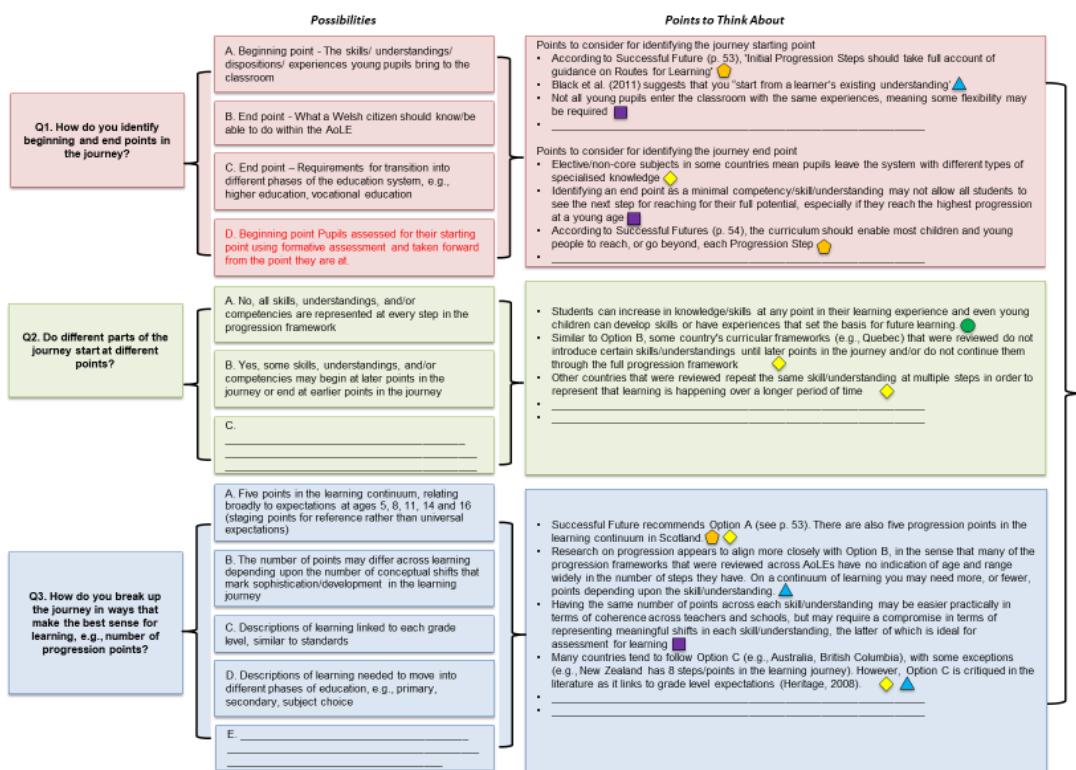 Possibilities
Points to Think About
Q1. How do you identify
beginning and end points in
the journey?
A. Beginning point - The skills/ understandings/
dispositions/ experiences young pupils bring to the
classroom
B. End point - What a Welsh citizen should know/be
able to do within the AoLE
C. End point – Requirements for transition into
different phases of the education system, e.g.,
higher education, vocational education
D. Beginning point Pupils assessed for their starting
point using formative assessment and taken forward
from the point they are at.
Points to consider for identifying the journey starting point
• According to Successful Future (p. 53), 'Initial Progression Steps should take full account of
guidance on Routes for Learning'
• Black et al. (2011) suggests that you "start from a learner's existing understanding'
• Not all young pupils enter the classroom with the same experiences, meaning some flexibility may
be required
• ____________________
Points to consider for identifying the journey end point
• Elective/non-core subjects in some countries mean pupils leave the system with different types of
specialised knowledge
• Identifying an end point as a minimal competency/skill/understanding may not allow all students to
see the next step for reaching for their full potential, especially if they reach the highest progression
at a young age
• According to Successful Futures (p. 54), the curriculum should enable most children and young
people to reach, or go beyond, each Progression Step
• ____________________
Q2. Do different parts of the
journey start at different
points?
A. No, all skills, understandings, and/or
competencies are represented at every step in the
progression framework
B. Yes, some skills, understandings, and/or
competencies may begin at later points in the
journey or end at earlier points in the journey
C.
____________________
____________________
____________________
• Students can increase in knowledge/skills at any point in their learning experience and even young
children can develop skills or have experiences that set the basis for future learning.
• Similar to Option B, some country's curricular frameworks (e.g., Quebec) that were reviewed do not
introduce certain skills/understandings until later points in the journey and/or do not continue them
through the full progression framework
• Other countries that were reviewed repeat the same skill/understanding at multiple steps in order to
represent that learning is happening over a longer period of time
• ____________________
• ____________________
Q3. How do you break up
the journey in ways that
make the best sense for
learning, e.g., number of
progression points?
A. Five points in the learning continuum, relating
broadly to expectations at ages 5, 8, 11, 14 and 16
(staging points for reference rather than universal
expectations)
B. The number of points may differ across learning
depending upon the number of conceptual shifts that
mark sophistication/development in the learning
journey
C. Descriptions of learning linked to each grade
level, similar to standards
D. Descriptions of learning needed to move into
different phases of education, e.g., primary,
secondary, subject choice
E. ____________________
____________________
____________________
• Successful Future recommends Option A (see p. 53). There are also five progression points in the
learning continuum in Scotland.
• Research on progression appears to align more closely with Option B, in the sense that many of the
progression frameworks that were reviewed across AoLEs have no indication of age and range
widely in the number of steps they have. On a continuum of learning you may need more, or fewer,
points depending upon the skill/understanding.
• Having the same number of points across each skill/understanding may be easier practically in
terms of coherence across teachers and schools, but may require a compromise in terms of
representing meaningful shifts in each skill/understanding, the latter of which is ideal for
assessment for learning
• Many countries tend to follow Option C (e.g., Australia, British Columbia), with some exceptions
(e.g., New Zealand has 8 steps/points in the learning journey). However, Option C is critiqued in the
literature as it links to grade level expectations (Heritage, 2008).
• ____________________
• ____________________